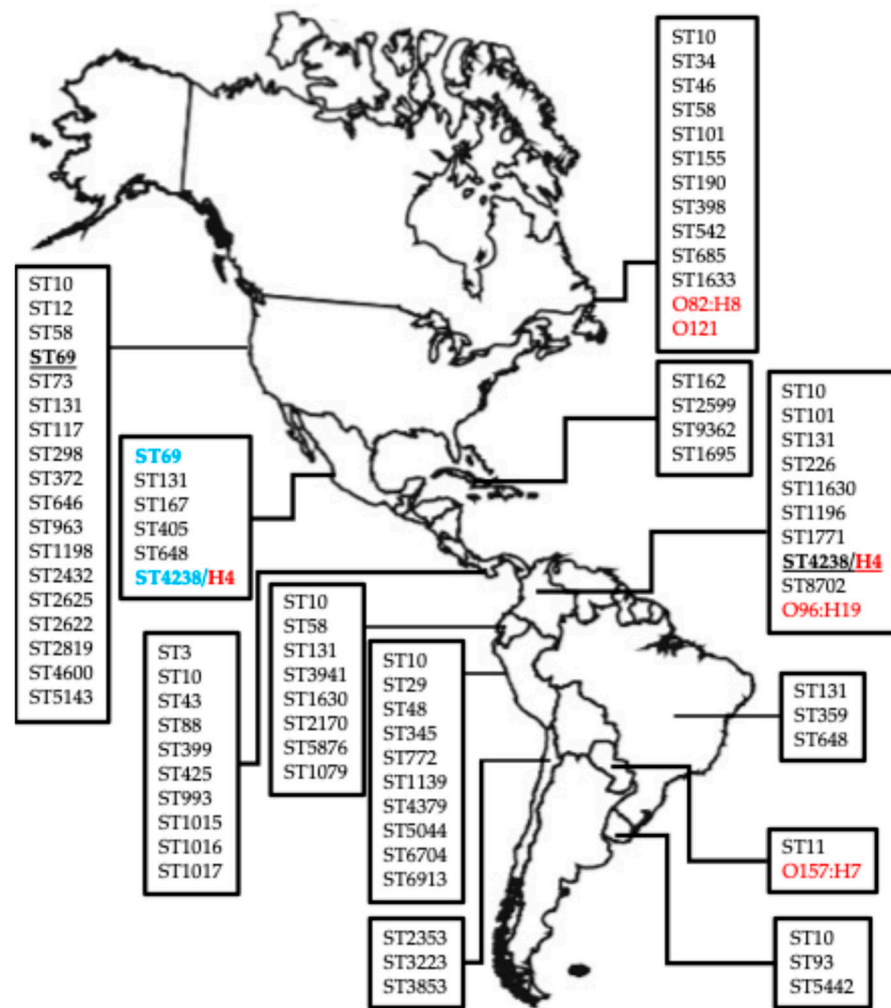 ST10
ST34
ST46
ST58
ST101
ST155
ST190
ST398
ST542
ST685
ST1633
O82:H8
O121
ST10
ST12
ST58
ST69
ST73
ST131
ST117
ST298
ST372
ST646
ST963
ST1198
ST2432
ST2625
ST2622
ST2819
ST4600
ST5143
ST162
ST2599
ST9362
ST1695
ST10
ST101
ST131
ST226
ST11630
ST1196
ST1771
ST4238/H4
ST8702
O96:H19
ST69
ST131
ST167
ST405
ST648
ST4238/H4
ST3
ST10
ST43
ST88
ST399
ST425
ST993
ST1015
ST1016
ST1017
ST10
ST58
ST131
ST3941
ST1630
ST2170
ST5876
ST1079
ST10
ST29
ST48
ST345
ST772
ST1139
ST4379
ST5044
ST6704
ST6913
ST131
ST359
ST648
ST11
O157:H7
ST2353
ST3223
ST3853
ST10
ST93
ST5442